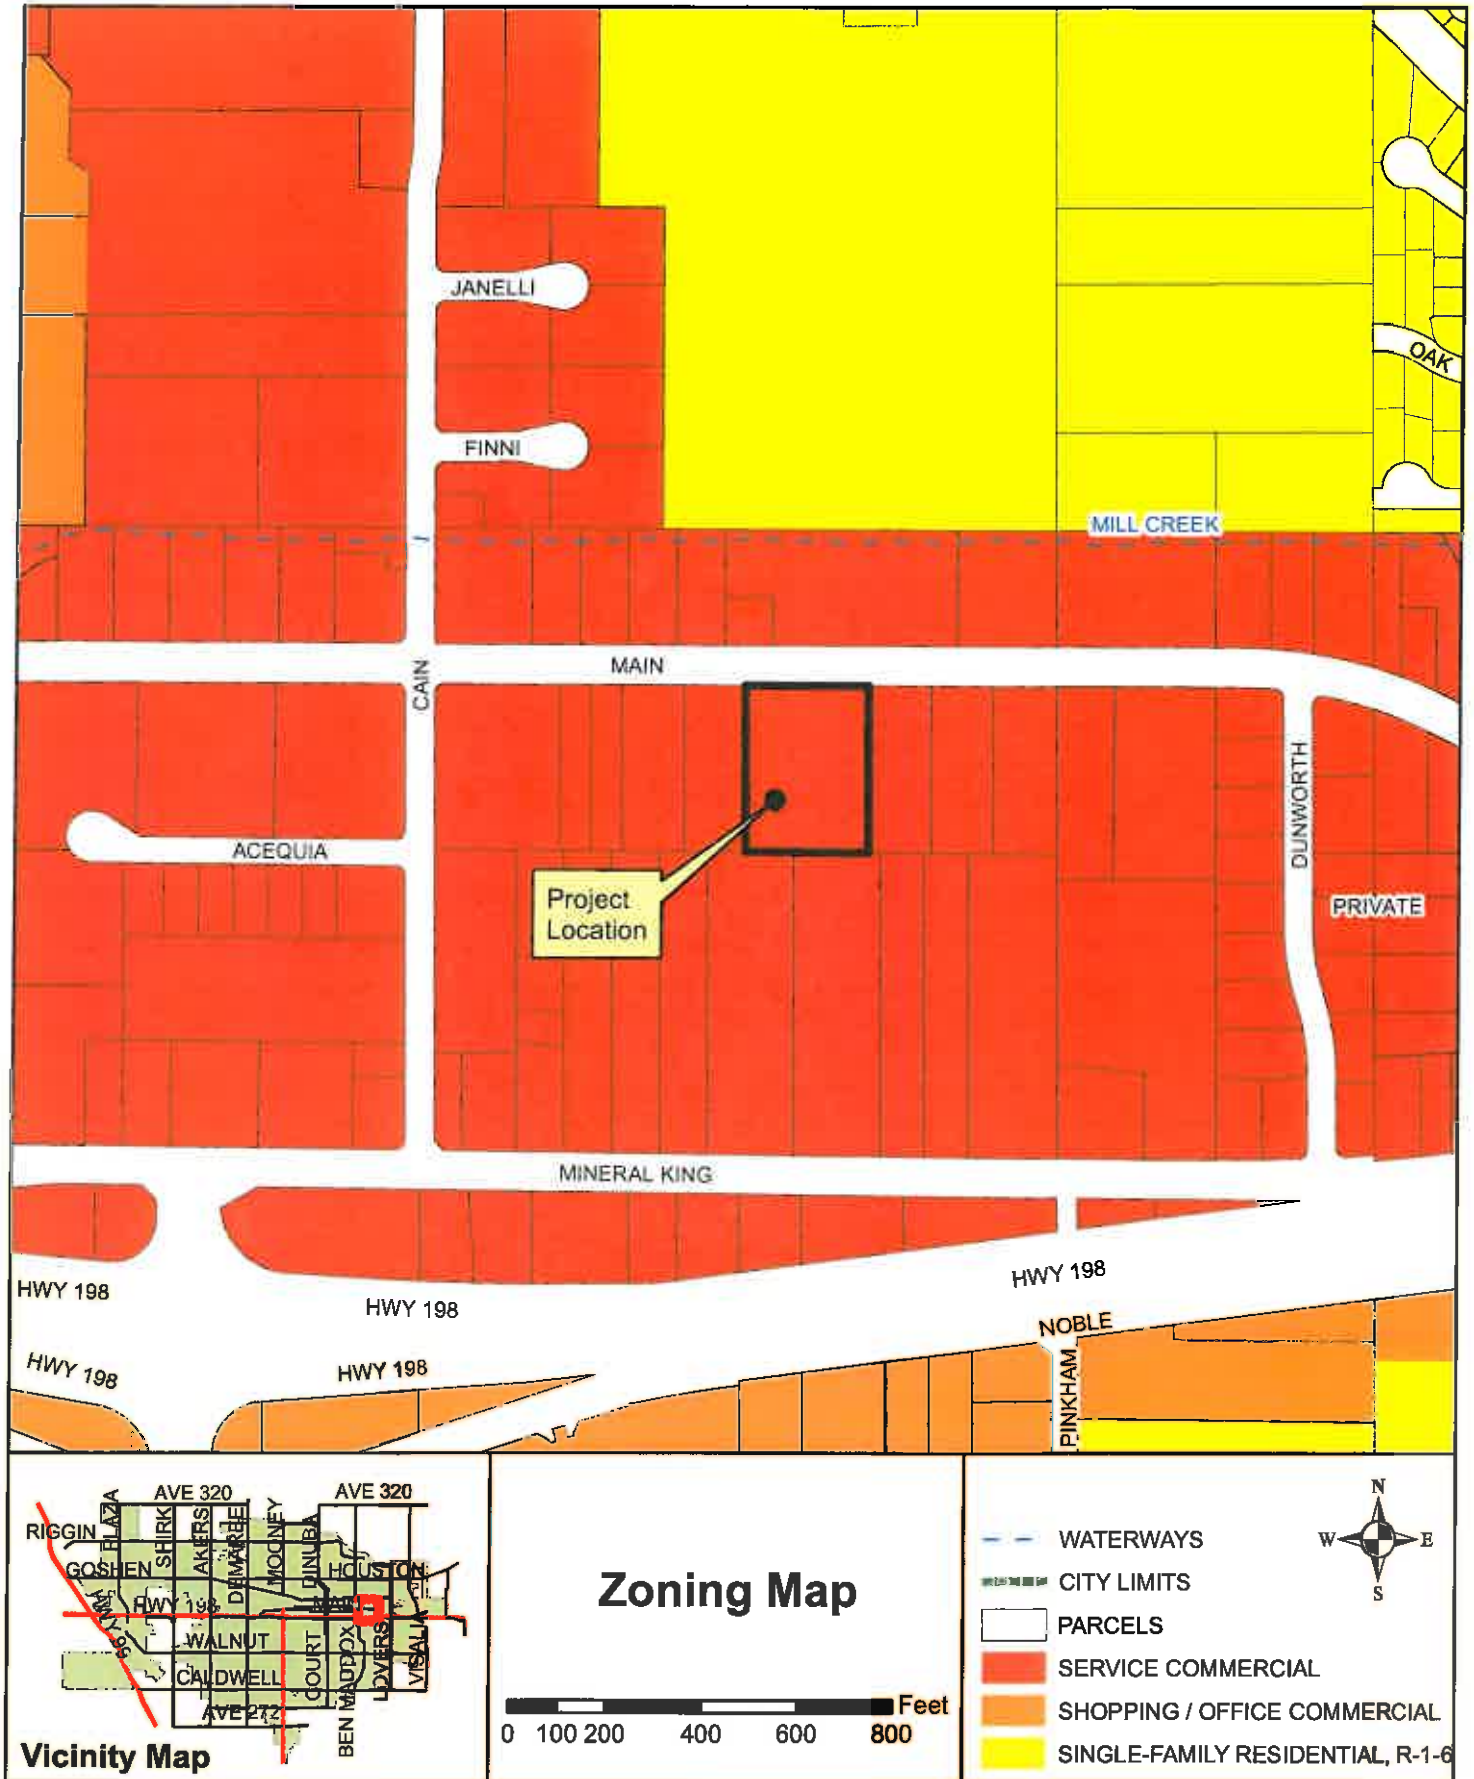 JANELLI
OAK
FINNI
MILL CREEK
MAIN
CAIN
DUNWORTH
ACEQUIA
Project
Location
PRIVATE
MINERAL KING
HWY 198
HWY 198
HWY 198
NOBLE
HWY 198
HWY 198
PINKHAM
AVE 320
AVE 320
PLAZA
SHIRK
AKERS
DEMAREE
MOONEY
DINUBA
RIGGIN
GOSHEN
HOUSTON
HWY 198
HWY 99
WALNUT
COURT
BEN MADDOX
LOVERS
VISALIA
CALDWELL
AVE 272
Vicinity Map
Zoning Map
Feet
0 100 200 400 600 800
N
W E
S
WATERWAYS
CITY LIMITS
PARCELS
SERVICE COMMERCIAL
SHOPPING / OFFICE COMMERCIAL
SINGLE-FAMILY RESIDENTIAL, R-1-6